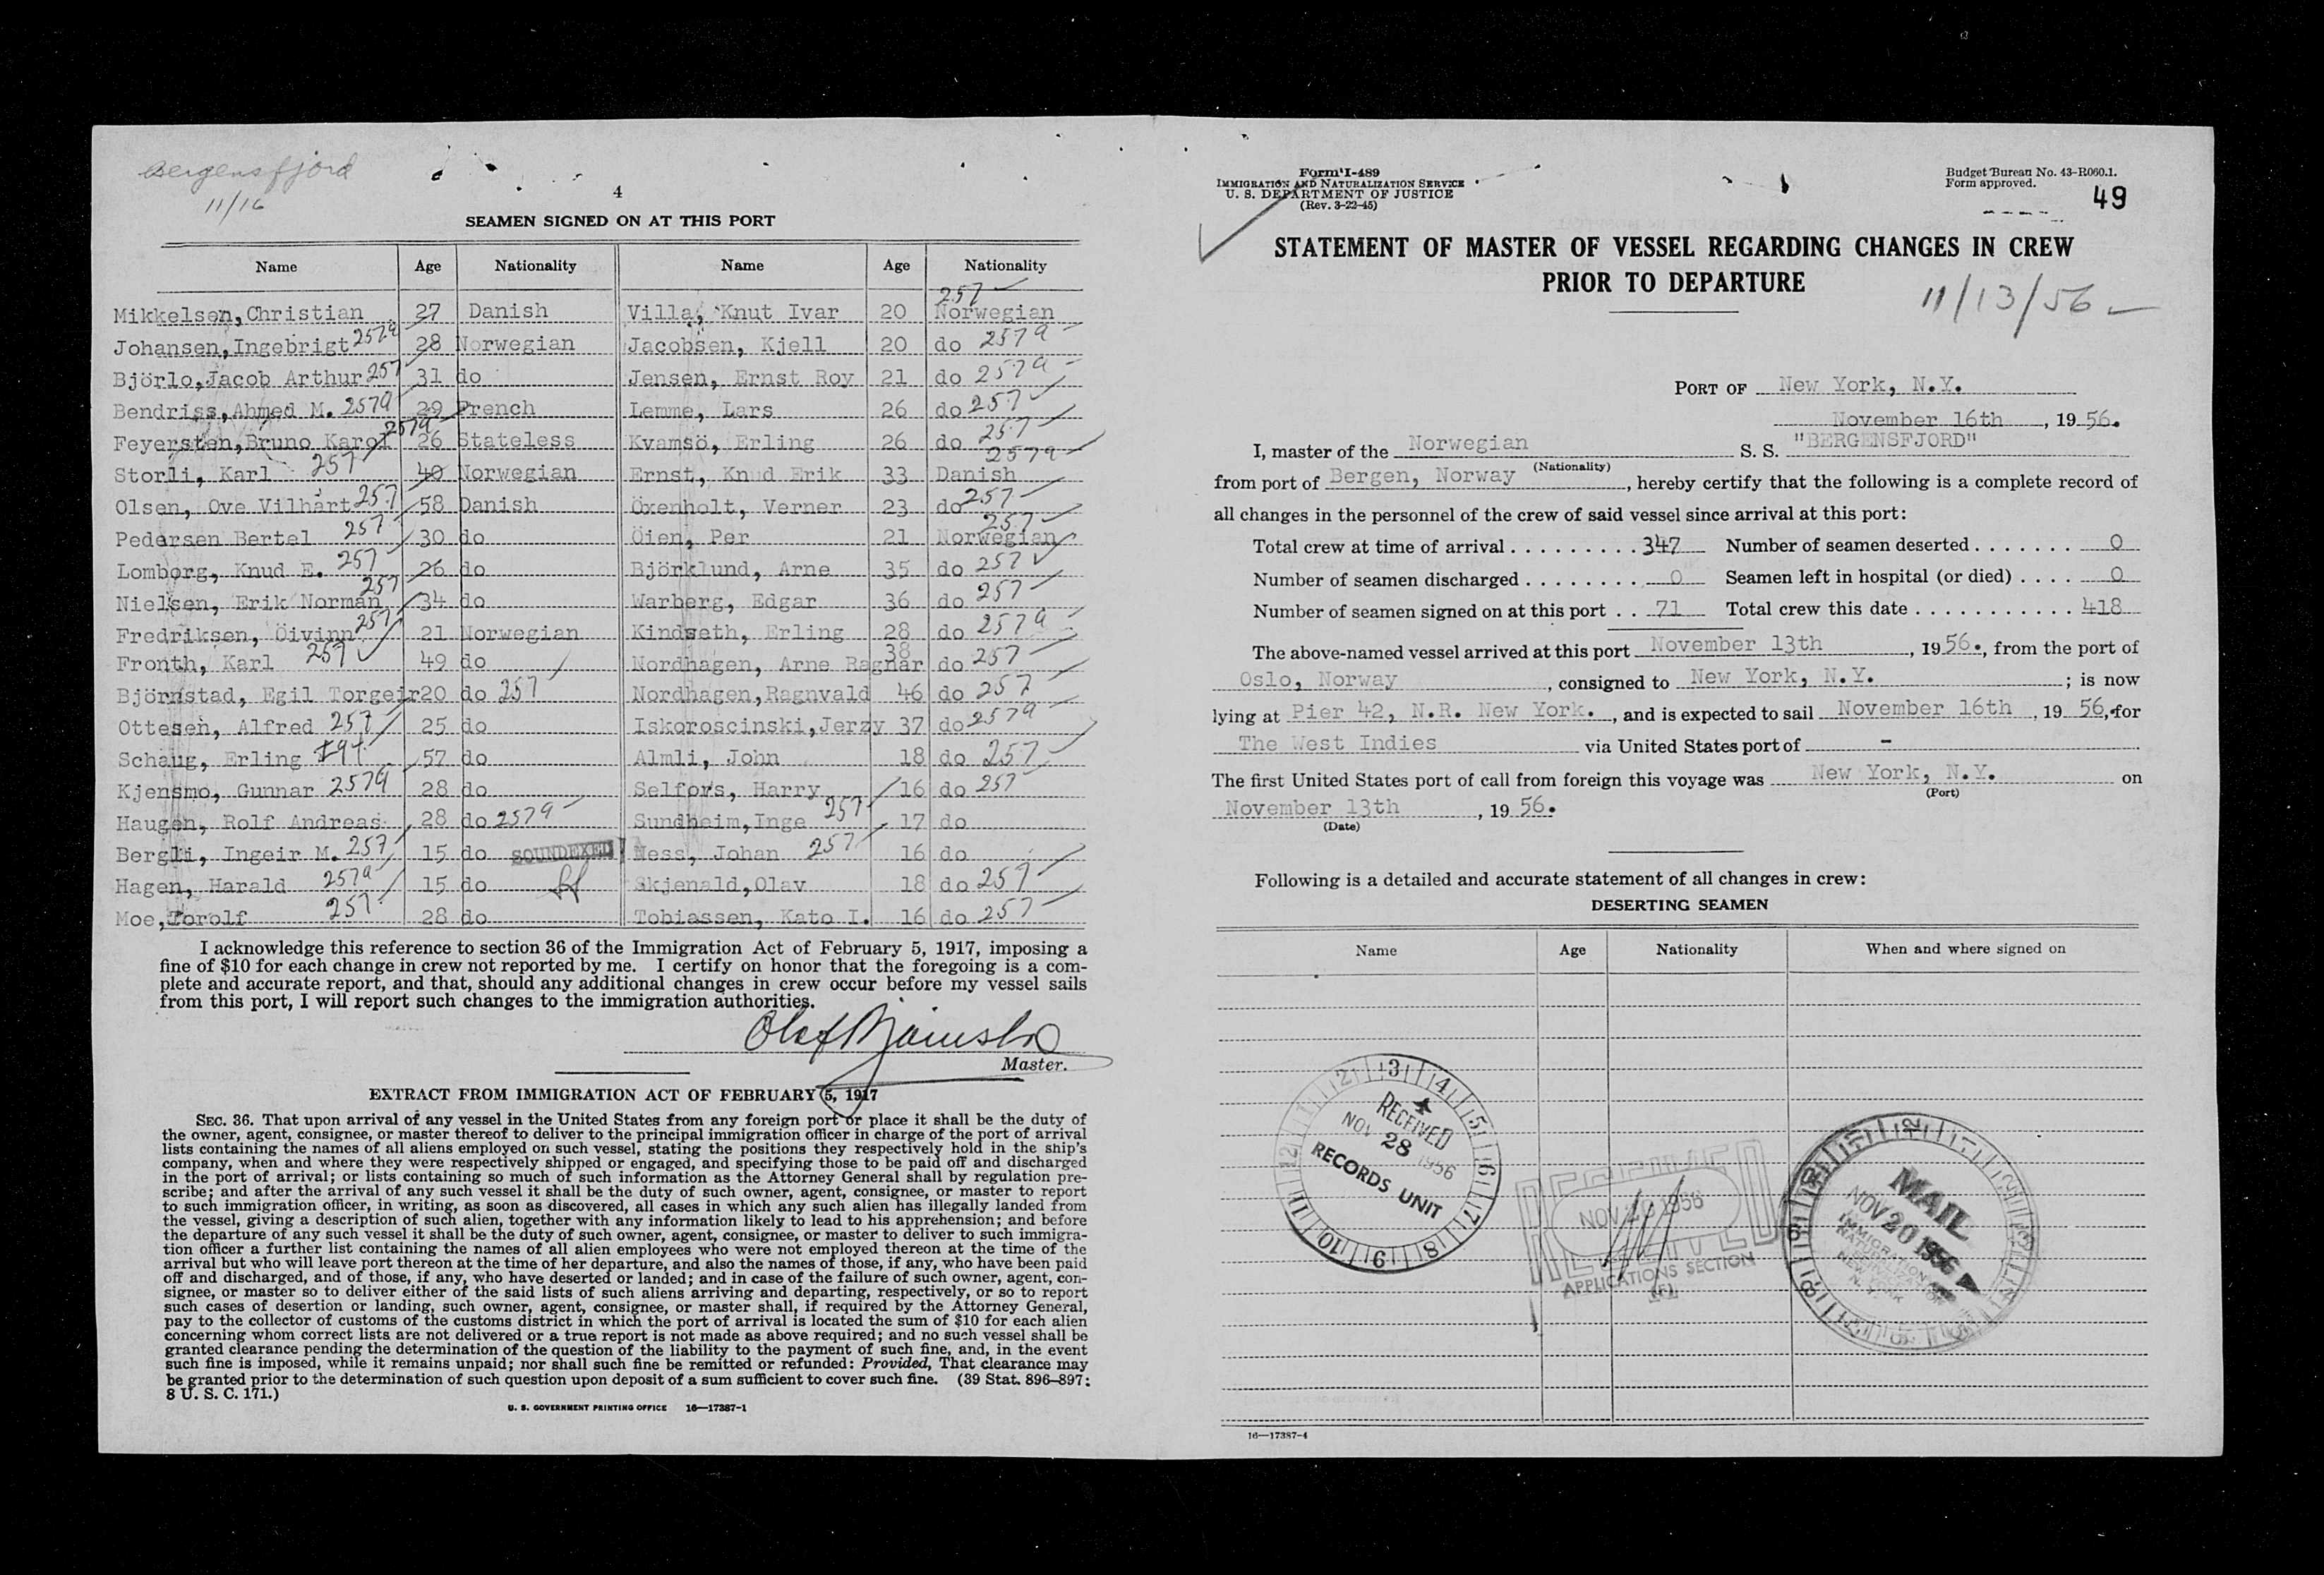 Bergensfjord
11/16
4
SEAMEN SIGNED ON AT THIS PORT
Name Age Nationality Name Age Nationality
Mikkelsen, Christian 27 Danish Villa, Knut Ivar 20 Norwegian 257
Johansen, Ingebrigt 2579 28 Norwegian Jacobsen, Kjell 20 do 2579
Björlo, Jacob Arthur 257 31 do Jensen, Ernst Roy 21 do 2579
Bendriss, Ahmed M. 2579 29 French Lemme, Lars 26 do 257
Feyersten, Bruno Karol 2579 26 Stateless Kvamsö, Erling 26 do 257
Storli, Karl 257 40 Norwegian Ernst, Knud Erik 33 Danish 2579
Olsen, Ove Vilhart 257 58 Danish Öxenholt, Verner 23 do 257
Pedersen Bertel 257 30 do Öien, Per 21 Norwegian 257
Lomborg, Knud E. 257 26 do Björklund, Arne 35 do 257
Nielsen, Erik Norman 257 34 do Warberg, Edgar 36 do 257
Fredriksen, Öivinn 257 21 Norwegian Kindseth, Erling 28 do 2579
Fronth, Karl 257 49 do Nordhagen, Arne Ragnar 38 do 257
Björnstad, Egil Torgeir 20 do 257 Nordhagen, Ragnvald 46 do 257
Ottesen, Alfred 257 25 do Iskoroscinski, Jerzy 37 do 2579
Schaug, Erling 57 do Almli, John 18 do 257
Kjensmo, Gunnar 2579 28 do Selfors, Harry 16 do 257
Haugen, Rolf Andreas 28 do 2579 Sundheim, Inge 257 17 do
Bergli, Ingeir M. 257 15 do SOUNDEXED Ness, Johan 257 16 do
Hagen, Harald 2579 15 do Skjenald, Olav 18 do 257
Moe, Torolf 257 28 do Tobiassen, Kato I. 16 do 257
I acknowledge this reference to section 36 of the Immigration Act of February 5, 1917, imposing a
fine of $10 for each change in crew not reported by me. I certify on honor that the foregoing is a com-
plete and accurate report, and that, should any additional changes in crew occur before my vessel sails
from this port, I will report such changes to the immigration authorities.
Master.
EXTRACT FROM IMMIGRATION ACT OF FEBRUARY 5, 1917
SEC. 36. That upon arrival of any vessel in the United States from any foreign port or place it shall be the duty of
the owner, agent, consignee, or master thereof to deliver to the principal immigration officer in charge of the port of arrival
lists containing the names of all aliens employed on such vessel, stating the positions they respectively hold in the ship's
company, when and where they were respectively shipped or engaged, and specifying those to be paid off and discharged
in the port of arrival; or lists containing so much of such information as the Attorney General shall by regulation pre-
scribe; and after the arrival of any such vessel it shall be the duty of such owner, agent, consignee, or master to report
to such immigration officer, in writing, as soon as discovered, all cases in which any such alien has illegally landed from
the vessel, giving a description of such alien, together with any information likely to lead to his apprehension; and before
the departure of any such vessel it shall be the duty of such owner, agent, consignee, or master to deliver to such immigra-
tion officer a further list containing the names of all alien employees who were not employed thereon at the time of the
arrival but who will leave port thereon at the time of her departure, and also the names of those, if any, who have been paid
off and discharged, and of those, if any, who have deserted or landed; and in case of the failure of such owner, agent, con-
signee, or master so to deliver either of the said lists of such aliens arriving and departing, respectively, or so to report
such cases of desertion or landing, such owner, agent, consignee, or master shall, if required by the Attorney General,
pay to the collector of customs of the customs district in which the port of arrival is located the sum of $10 for each alien
concerning whom correct lists are not delivered or a true report is not made as above required; and no such vessel shall be
granted clearance pending the determination of the question of the liability to the payment of such fine, and, in the event
such fine is imposed, while it remains unpaid; nor shall such fine be remitted or refunded: Provided, That clearance may
be granted prior to the determination of such question upon deposit of a sum sufficient to cover such fine. (39 Stat. 896–897;
8 U. S. C. 171.)
U. S. GOVERNMENT PRINTING OFFICE 16—17387-1
Form I-489
IMMIGRATION AND NATURALIZATION SERVICE
U. S. DEPARTMENT OF JUSTICE
(Rev. 3-22-45)
Budget Bureau No. 43-R060.1.
Form approved.
49
STATEMENT OF MASTER OF VESSEL REGARDING CHANGES IN CREW
PRIOR TO DEPARTURE
11/13/56
PORT OF New York, N.Y.
November 16th, 1956.
I, master of the Norwegian S. S. "BERGENSFJORD"
(Nationality)
from port of Bergen, Norway, hereby certify that the following is a complete record of
all changes in the personnel of the crew of said vessel since arrival at this port:
Total crew at time of arrival . . . . . . . . . 347 Number of seamen deserted . . . . . . . 0
Number of seamen discharged . . . . . . . . 0 Seamen left in hospital (or died) . . . . 0
Number of seamen signed on at this port . . 71 Total crew this date . . . . . . . . . . . . 418
The above-named vessel arrived at this port November 13th, 1956., from the port of
Oslo, Norway, consigned to New York, N.Y.; is now
lying at Pier 42, N.R. New York., and is expected to sail November 16th, 1956, for
The West Indies via United States port of -
The first United States port of call from foreign this voyage was New York, N.Y. on
(Port)
November 13th, 1956.
(Date)
Following is a detailed and accurate statement of all changes in crew:
DESERTING SEAMEN
Name Age Nationality When and where signed on
RECEIVED
NOV 28 1956
RECORDS UNIT
APPLICATIONS SECTION
MAIL
NOV 20 1956
IMMIGRATION AND
NATURALIZATION
NEW YORK
N. Y.
16—17387-4